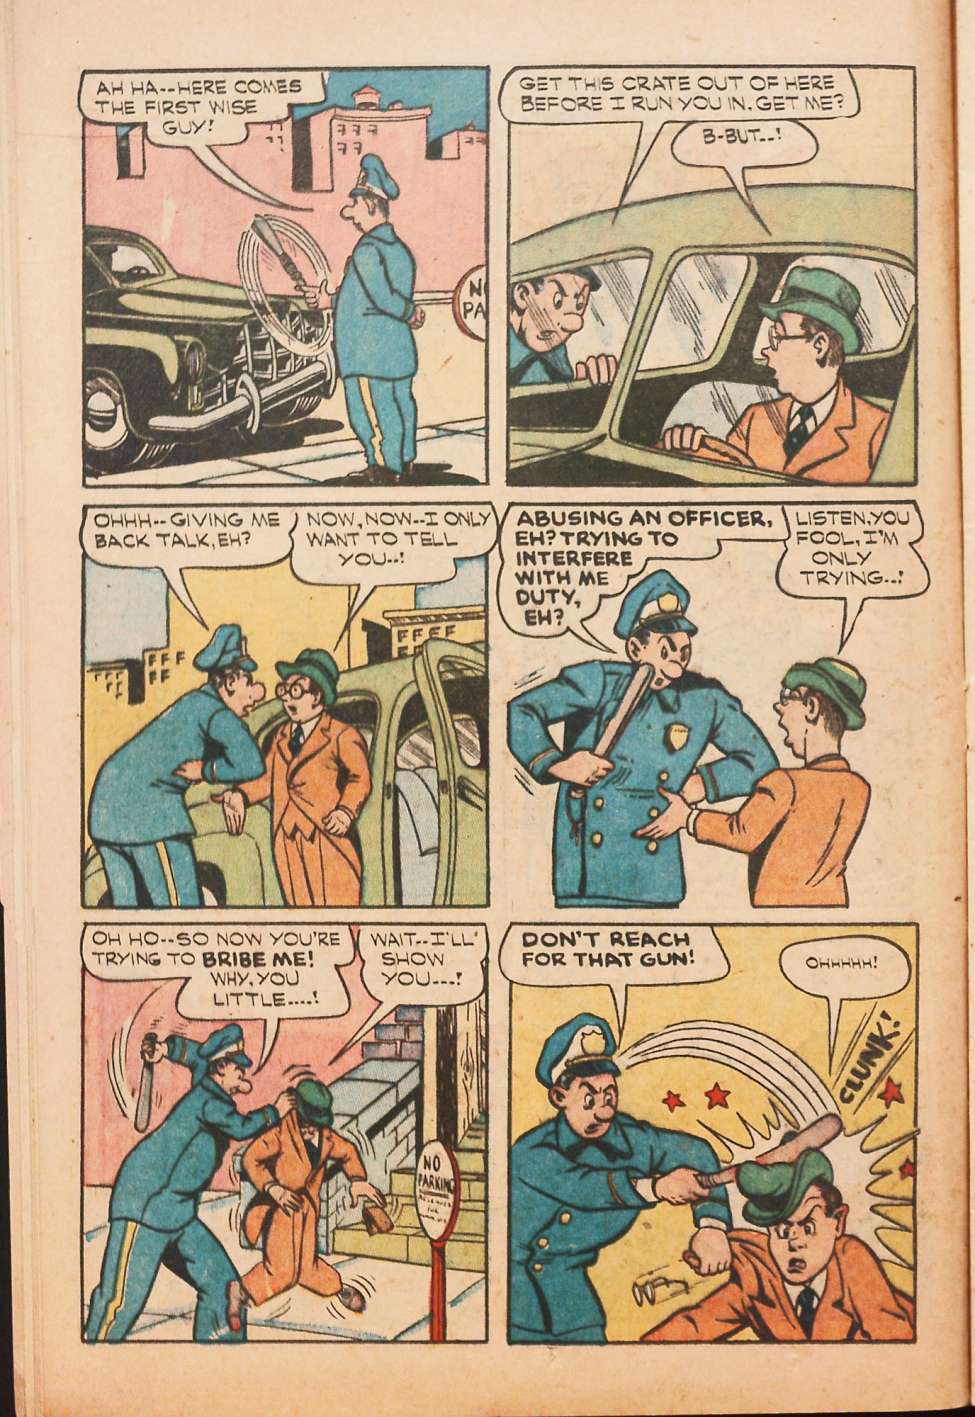 AH HA--HERE COMES
THE FIRST WISE
GUY!
NO
PA
GET THIS CRATE OUT OF HERE
BEFORE I RUN YOU IN. GET ME?
B-BUT--!
OHHH--GIVING ME
BACK TALK, EH?
NOW, NOW--I ONLY
WANT TO TELL
YOU--!
ABUSING AN OFFICER,
EH? TRYING TO
INTERFERE
WITH ME
DUTY,
EH?
LISTEN, YOU
FOOL, I'M
ONLY
TRYING--!
OH HO--SO NOW YOU'RE
TRYING TO BRIBE ME!
WHY, YOU
LITTLE....!
WAIT--I'LL
SHOW
YOU---!
NO
PARKING
FOR
DON'T REACH
FOR THAT GUN!
OHHHHH!
CLUNK!